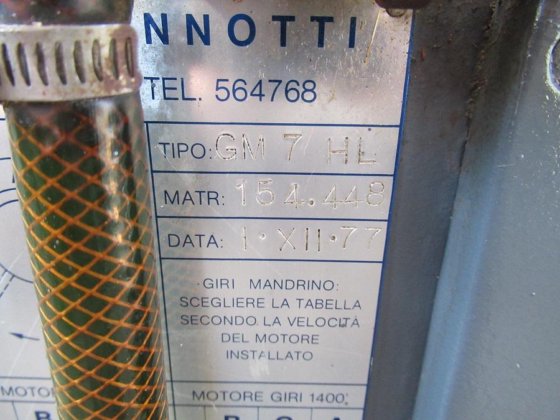 NNOTTI
TEL. 564768
TIPO: GM 7 HL
MATR: 154.448
DATA: 1·XII·77
GIRI MANDRINO:
SCEGLIERE LA TABELLA
SECONDO LA VELOCITÀ
DEL MOTORE
INSTALLATO
MOTO
MOTORE GIRI 1400;
B
B C A